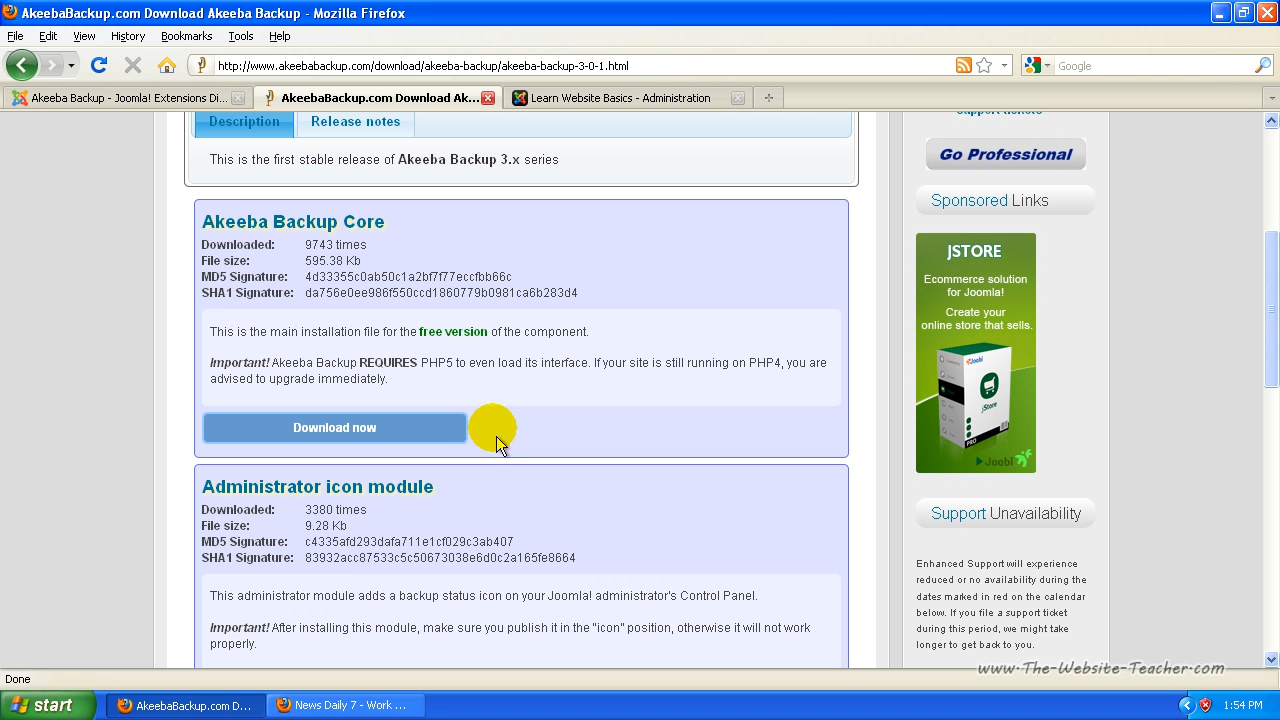 AkeebaBackup.com Download Akeeba Backup - Mozilla Firefox
File Edit View History Bookmarks Tools Help
http://www.akeebabackup.com/download/akeeba-backup/akeeba-backup-3-0-1.html
Google
Akeeba Backup - Joomla! Extensions Di...
AkeebaBackup.com Download Ak...
Learn Website Basics - Administration
Description
Release notes
This is the first stable release of Akeeba Backup 3.x series
Akeeba Backup Core
Downloaded: 9743 times
File size: 595.38 Kb
MD5 Signature: 4d33355c0ab50c1a2bf7f77eccfbb66c
SHA1 Signature: da756e0ee986f550ccd1860779b0981ca6b283d4
This is the main installation file for the free version of the component.
Important! Akeeba Backup REQUIRES PHP5 to even load its interface. If your site is still running on PHP4, you are
advised to upgrade immediately.
Download now
Administrator icon module
Downloaded: 3380 times
File size: 9.28 Kb
MD5 Signature: c4335afd293dafa711e1cf029c3ab407
SHA1 Signature: 83932acc87533c5c50673038e6d0c2a165fe8664
This administrator module adds a backup status icon on your Joomla! administrator's Control Panel.
Important! After installing this module, make sure you publish it in the "icon" position, otherwise it will not work
properly.
Go Professional
Sponsored Links
JSTORE
Ecommerce solution
for Joomla!
Create your
online store that sells.
Joobi
jStore
PRO
Joobi
Support Unavailability
Enhanced Support will experience
reduced or no availability during the
dates marked in red on the calendar
below. If you file a support ticket
during this period, we might take
longer to get back to you.
www.The-Website-Teacher.com
Done
start
AkeebaBackup.com D...
News Daily 7 - Work ...
1:54 PM